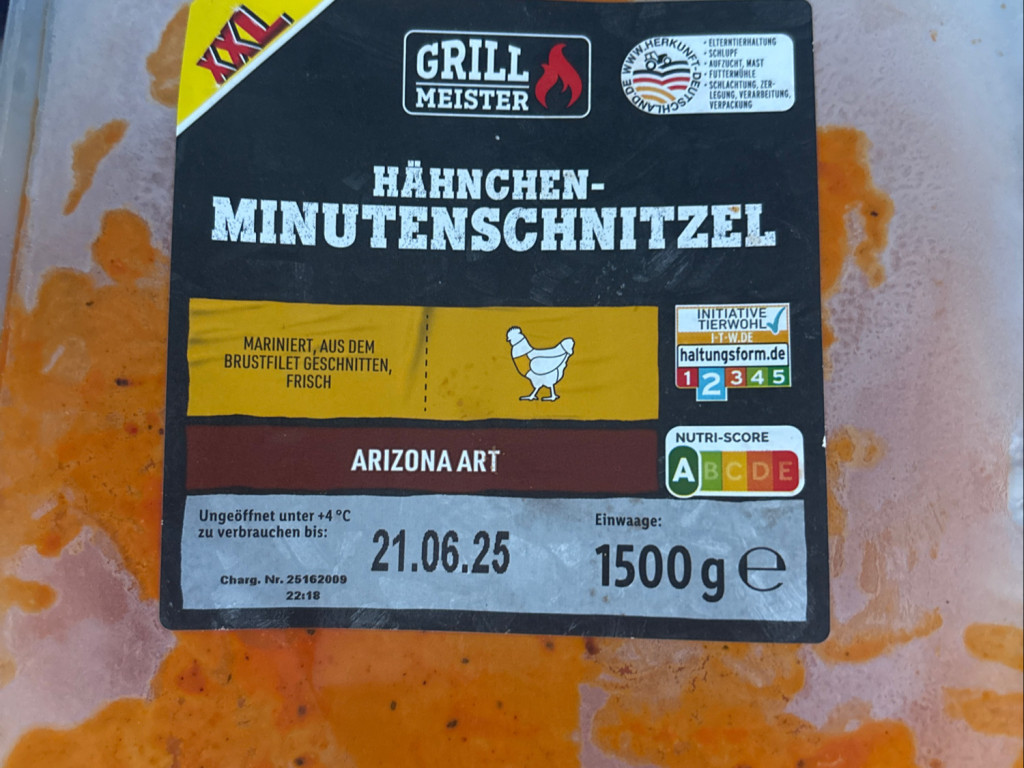 XXL
GRILL
MEISTER
WWW.HERKUNFT-DEUTSCHLAND.DE
• ELTERNTIERHALTUNG
• SCHLUPF
• AUFZUCHT, MAST
• FUTTERMÜHLE
• SCHLACHTUNG, ZER-
LEGUNG, VERARBEITUNG,
VERPACKUNG
HÄHNCHEN-
MINUTENSCHNITZEL
MARINIERT, AUS DEM
BRUSTFILET GESCHNITTEN,
FRISCH
INITIATIVE
TIERWOHL
I-T-W.DE
haltungsform.de
1 2 3 4 5
ARIZONA ART
NUTRI-SCORE
A B C D E
Ungeöffnet unter +4 °C
zu verbrauchen bis:
21.06.25
Charg. Nr. 25162009
22:18
Einwaage:
1500 g e